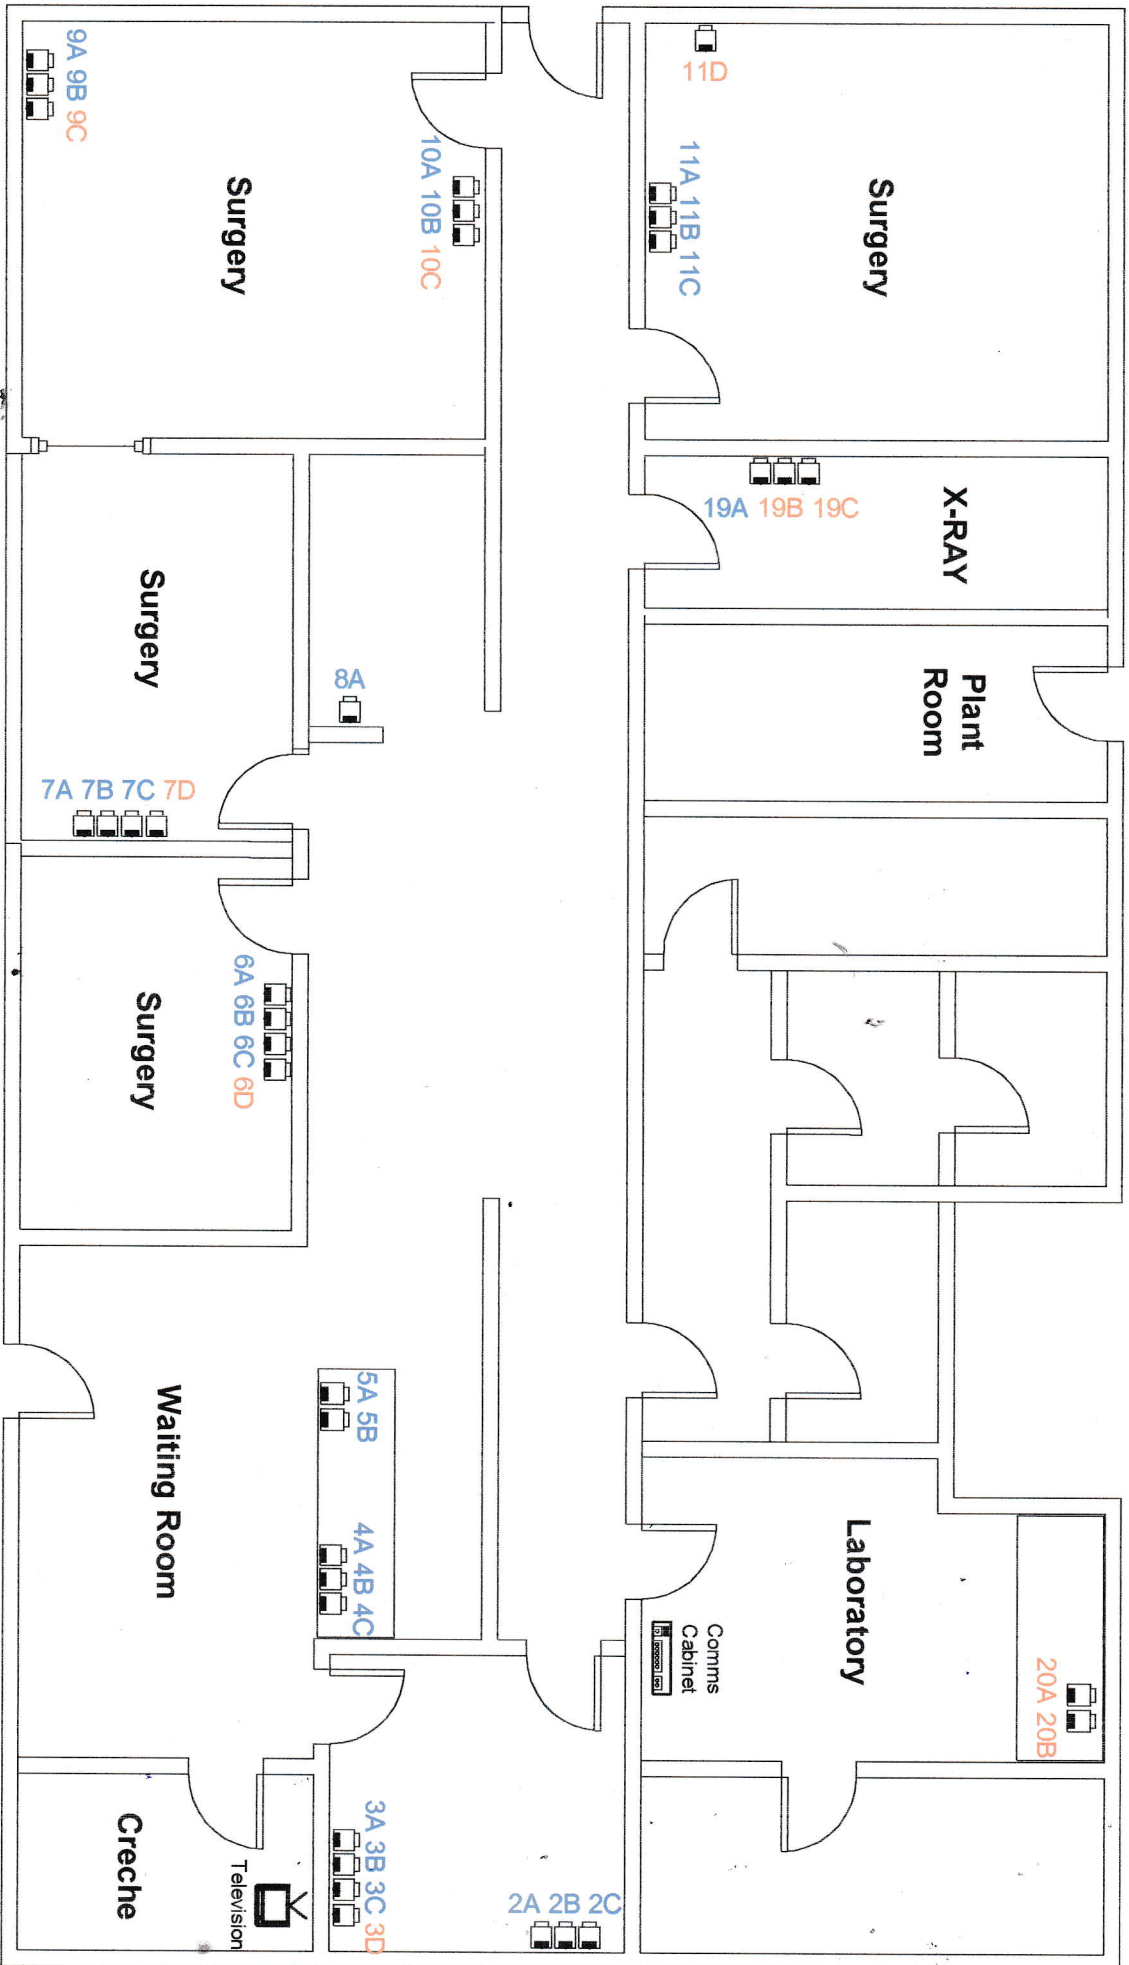 9A 9B 9C
Surgery
10A 10B 10C
11D
11A 11B 11C
Surgery
19A 19B 19C
X-RAY
Plant
Room
Surgery
8A
7A 7B 7C 7D
6A 6B 6C 6D
Surgery
5A 5B
4A 4B 4C
Waiting Room
Laboratory
Comms
Cabinet
20A 20B
Creche
Television
3A 3B 3C 3D
2A 2B 2C